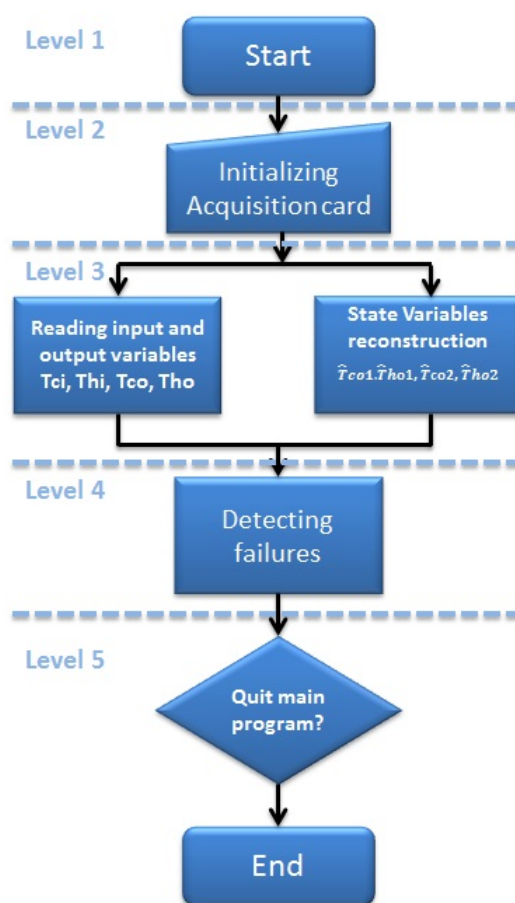 Level 1
Start
Level 2
Initializing
Acquisition card
Level 3
Reading input and
output variables
Tci, Thi, Tco, Tho
State Variables
reconstruction
T̂co1.T̂ho1, T̂co2, T̂ho2
Level 4
Detecting
failures
Level 5
Quit main
program?
End